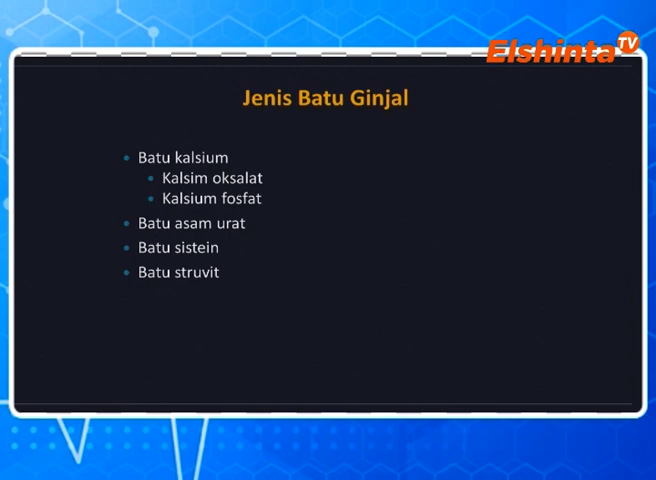 Elshinta TV
Jenis Batu Ginjal
Batu kalsium
Kalsim oksalat
Kalsium fosfat
Batu asam urat
Batu sistein
Batu struvit